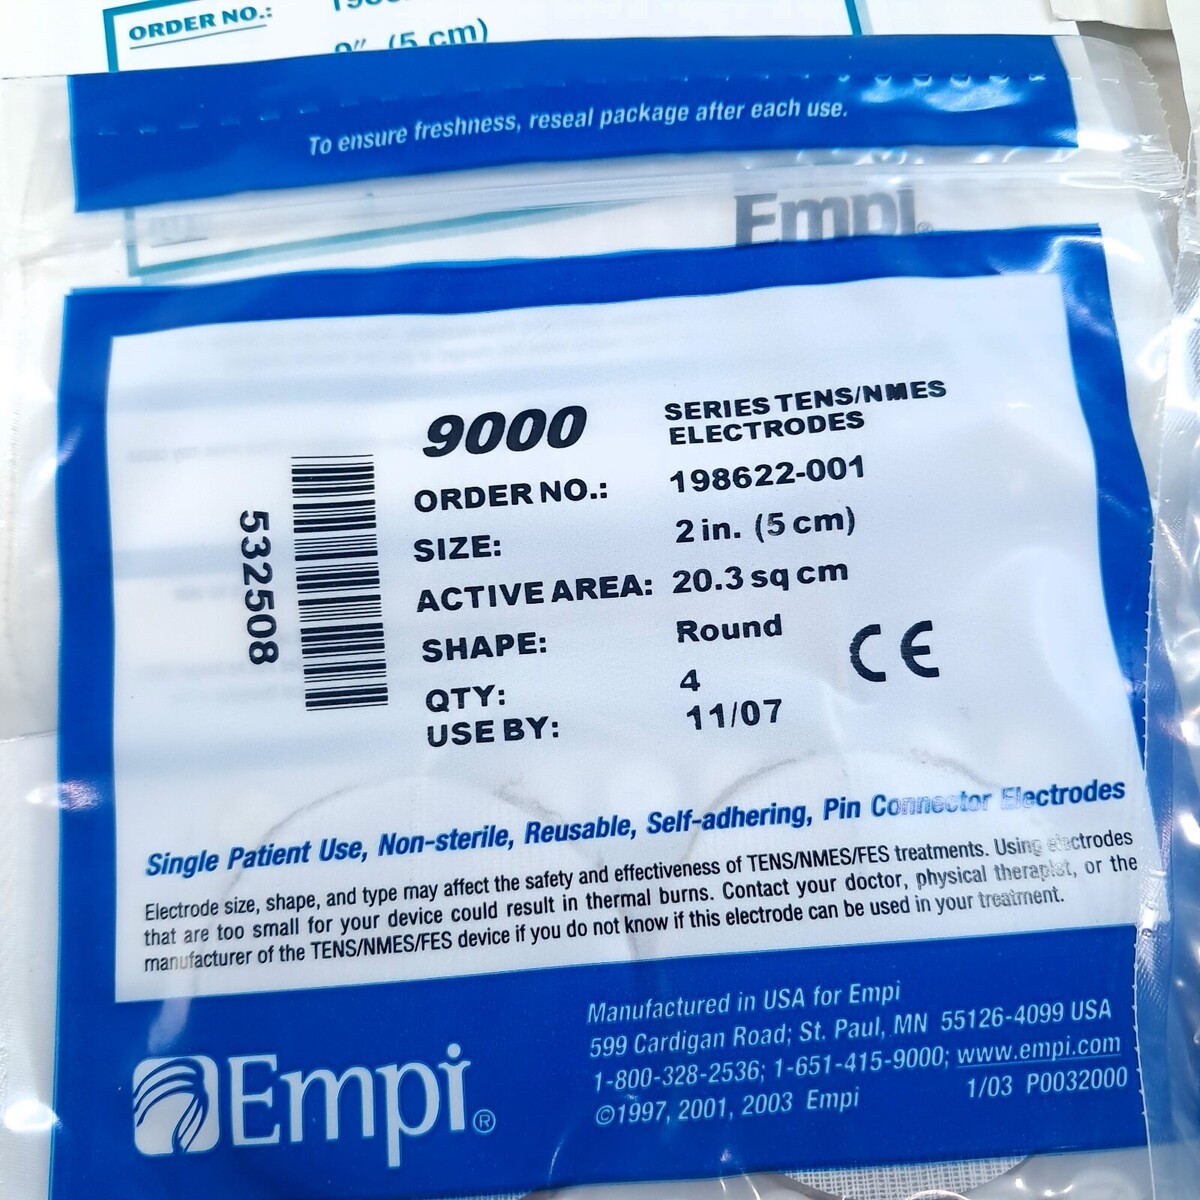 ORDER NO.:
(5 cm)
To ensure freshness, reseal package after each use.
Empi
9000 SERIES TENS/NMES
ELECTRODES
ORDER NO.: 198622-001
SIZE: 2 in. (5 cm)
ACTIVE AREA: 20.3 sq cm
SHAPE: Round
QTY: 4
USE BY: 11/07
CE
532508
Single Patient Use, Non-sterile, Reusable, Self-adhering, Pin Connector Electrodes
Electrode size, shape, and type may affect the safety and effectiveness of TENS/NMES/FES treatments. Using electrodes
that are too small for your device could result in thermal burns. Contact your doctor, physical therapist, or the
manufacturer of the TENS/NMES/FES device if you do not know if this electrode can be used in your treatment.
Empi®
Manufactured in USA for Empi
599 Cardigan Road; St. Paul, MN 55126-4099 USA
1-800-328-2536; 1-651-415-9000; www.empi.com
©1997, 2001, 2003 Empi 1/03 P0032000